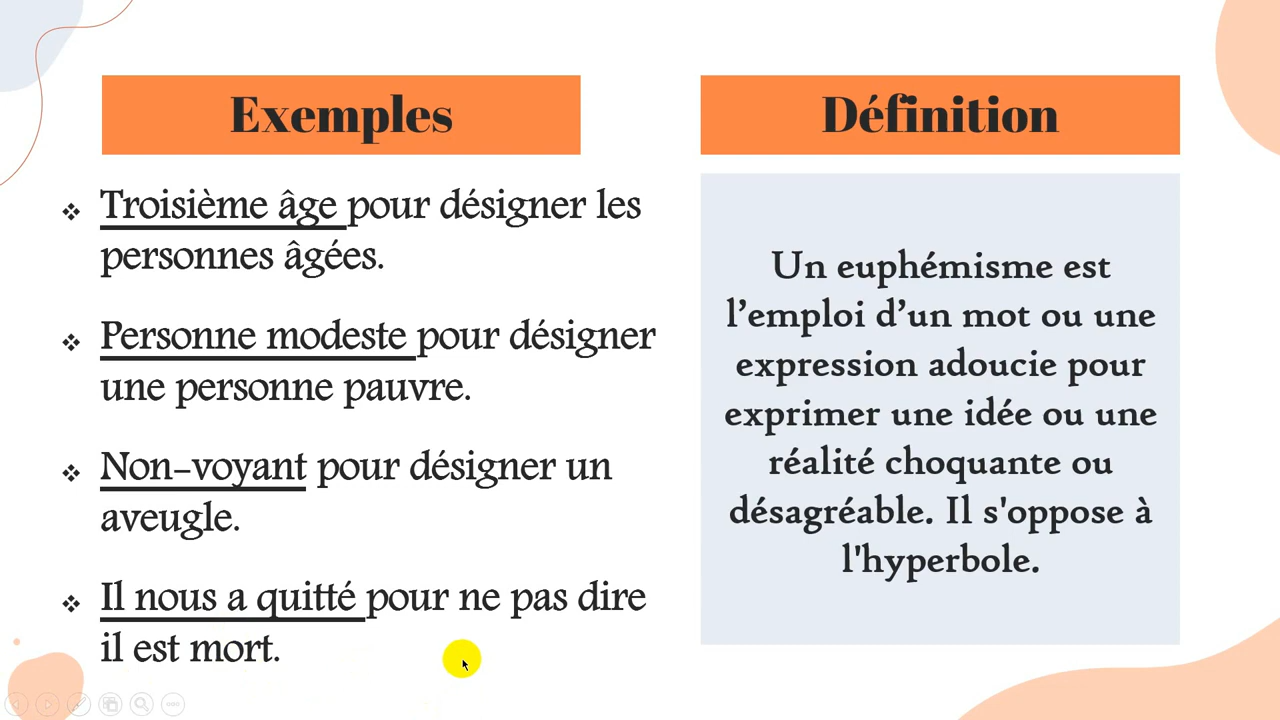 Exemples
Troisième âge pour désigner les
personnes âgées.
Personne modeste pour désigner
une personne pauvre.
Non-voyant pour désigner un
aveugle.
Il nous a quitté pour ne pas dire
il est mort.
Définition
Un euphémisme est
l’emploi d’un mot ou une
expression adoucie pour
exprimer une idée ou une
réalité choquante ou
désagréable. Il s'oppose à
l'hyperbole.